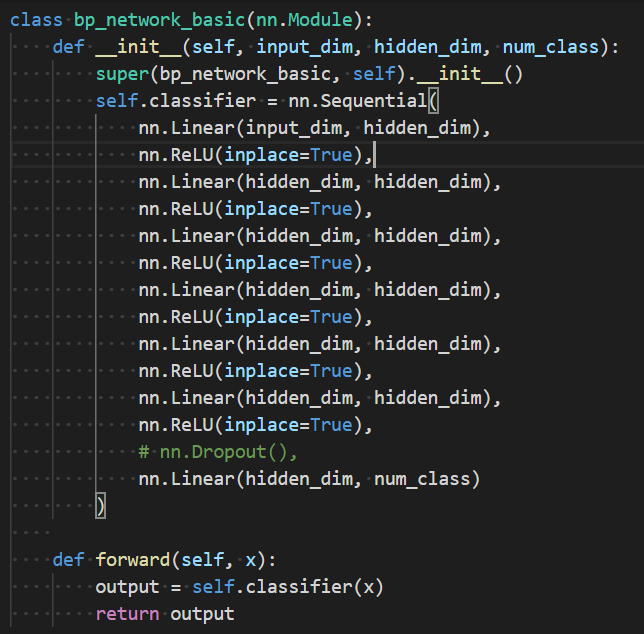 class bp_network_basic(nn.Module):
    def __init__(self, input_dim, hidden_dim, num_class):
        super(bp_network_basic, self).__init__()
        self.classifier = nn.Sequential(
            nn.Linear(input_dim, hidden_dim),
            nn.ReLU(inplace=True),
            nn.Linear(hidden_dim, hidden_dim),
            nn.ReLU(inplace=True),
            nn.Linear(hidden_dim, hidden_dim),
            nn.ReLU(inplace=True),
            nn.Linear(hidden_dim, hidden_dim),
            nn.ReLU(inplace=True),
            nn.Linear(hidden_dim, hidden_dim),
            nn.ReLU(inplace=True),
            nn.Linear(hidden_dim, hidden_dim),
            nn.ReLU(inplace=True),
            # nn.Dropout(),
            nn.Linear(hidden_dim, num_class)
        )
    def forward(self, x):
        output = self.classifier(x)
        return output